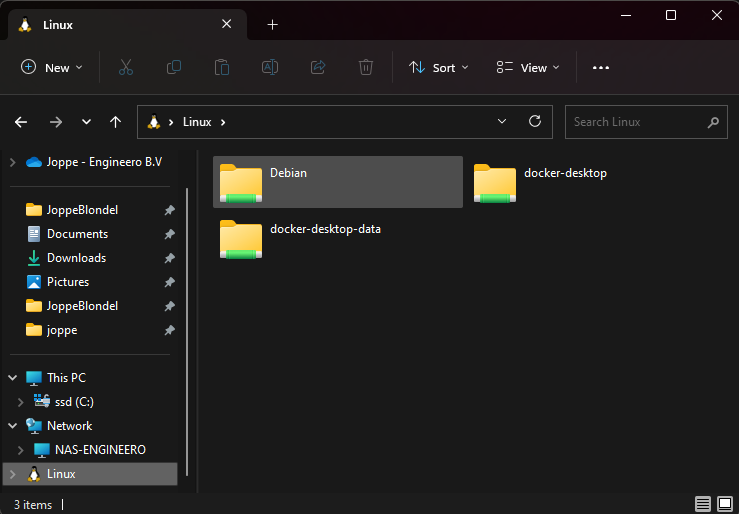 Linux
New
Sort
View
Linux
Search Linux
Joppe - Engineero B.V
JoppeBlondel
Documents
Downloads
Pictures
JoppeBlondel
joppe
This PC
ssd (C:)
Network
NAS-ENGINEERO
Linux
Debian
docker-desktop
docker-desktop-data
3 items